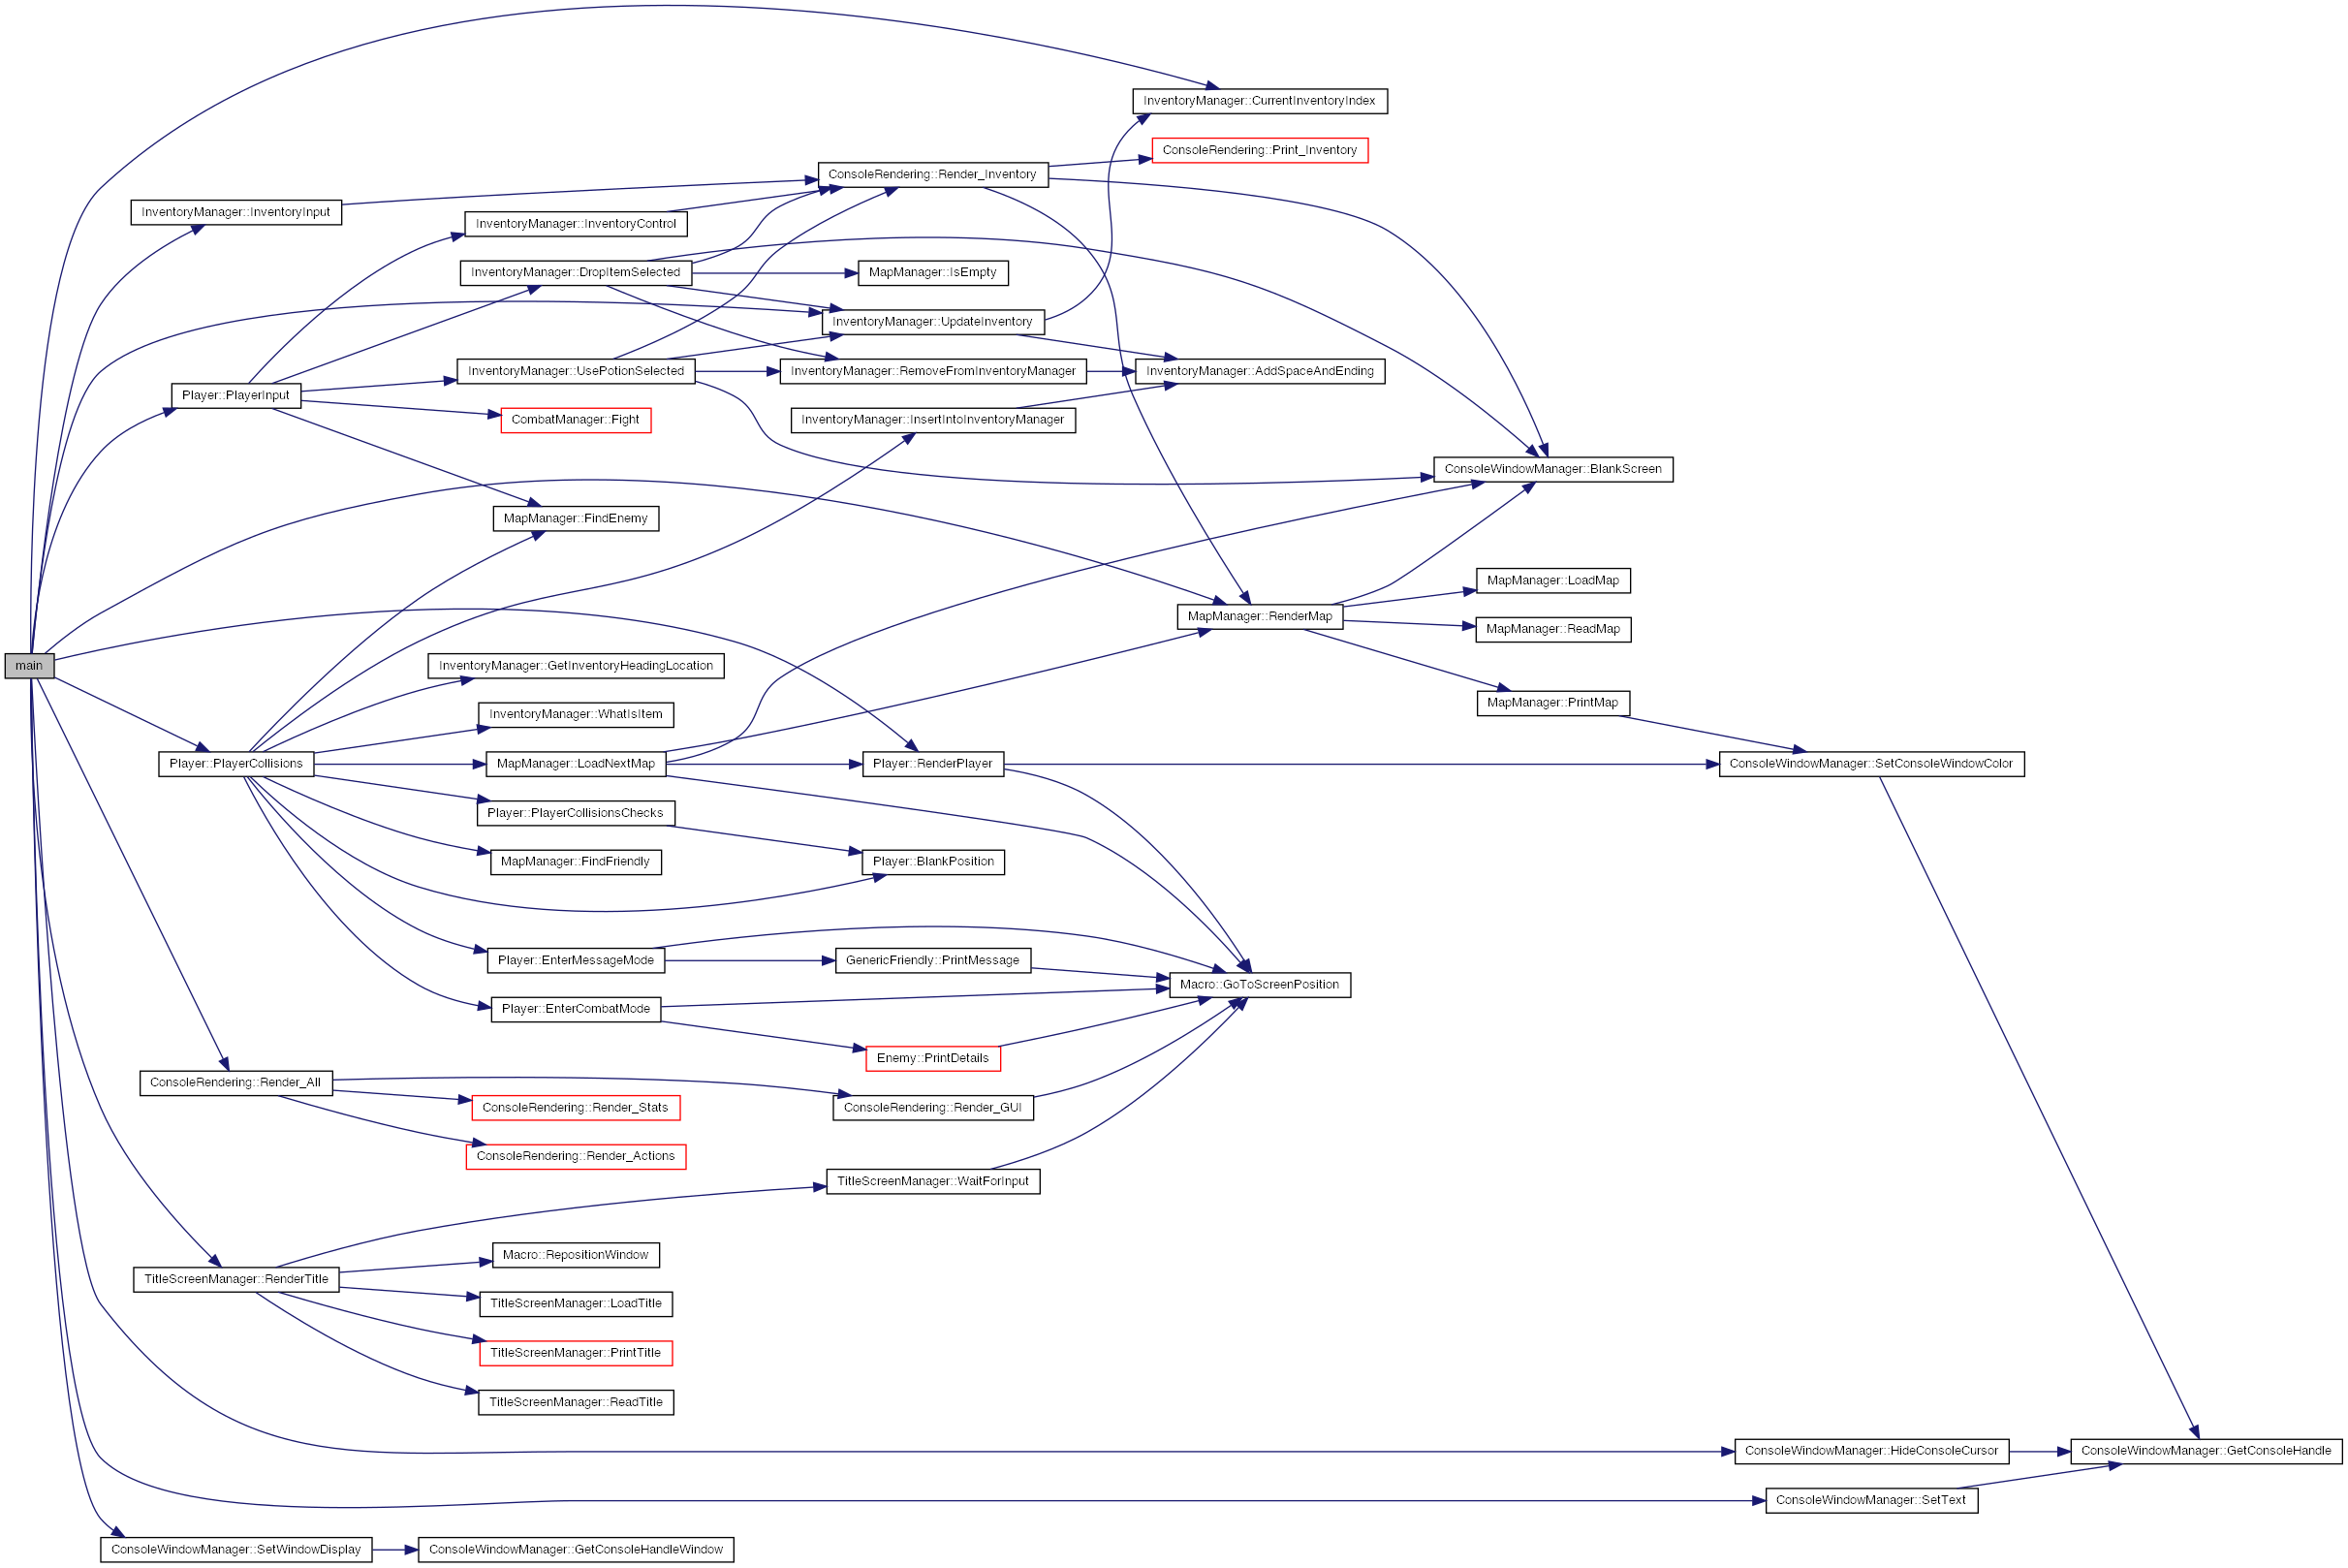 InventoryManager::CurrentInventoryIndex
ConsoleRendering::Print_Inventory
ConsoleRendering::Render_Inventory
InventoryManager::InventoryInput
InventoryManager::InventoryControl
InventoryManager::DropItemSelected
MapManager::IsEmpty
InventoryManager::UpdateInventory
InventoryManager::UsePotionSelected
InventoryManager::RemoveFromInventoryManager
InventoryManager::AddSpaceAndEnding
Player::PlayerInput
CombatManager::Fight
InventoryManager::InsertIntoInventoryManager
ConsoleWindowManager::BlankScreen
MapManager::FindEnemy
MapManager::LoadMap
MapManager::RenderMap
MapManager::ReadMap
main
InventoryManager::GetInventoryHeadingLocation
MapManager::PrintMap
InventoryManager::WhatIsItem
Player::PlayerCollisions
MapManager::LoadNextMap
Player::RenderPlayer
ConsoleWindowManager::SetConsoleWindowColor
Player::PlayerCollisionsChecks
MapManager::FindFriendly
Player::BlankPosition
Player::EnterMessageMode
GenericFriendly::PrintMessage
Macro::GoToScreenPosition
Player::EnterCombatMode
Enemy::PrintDetails
ConsoleRendering::Render_All
ConsoleRendering::Render_Stats
ConsoleRendering::Render_GUI
ConsoleRendering::Render_Actions
TitleScreenManager::WaitForInput
Macro::RepositionWindow
TitleScreenManager::RenderTitle
TitleScreenManager::LoadTitle
TitleScreenManager::PrintTitle
TitleScreenManager::ReadTitle
ConsoleWindowManager::HideConsoleCursor
ConsoleWindowManager::GetConsoleHandle
ConsoleWindowManager::SetText
ConsoleWindowManager::SetWindowDisplay
ConsoleWindowManager::GetConsoleHandleWindow